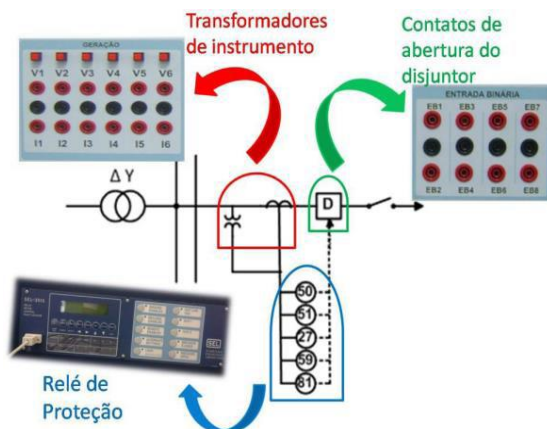 Transformadores
de instrumento
Contatos de
abertura do
disjuntor
GERAÇÃO
V1 V2 V3 V4 V5 V6
I1 I2 I3 I4 I5 I6
ENTRADA BINÁRIA
EB1 EB3 EB5 EB7
EB2 EB4 EB6 EB8
Δ Y
D
50
51
27
59
81
SEL
Relé de
Proteção